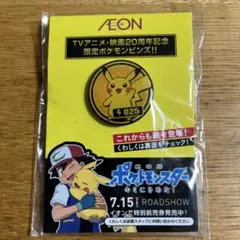 ÆON
TVアニメ・映画20周年記念
限定ポケモンピンズ!!
025
これからも続々登場!
くわしくは裏面をチェック!
劇場版
ポケットモンスター
キミにきめた!
7.15 ROADSHOW
イオンで特別前売券発売中!